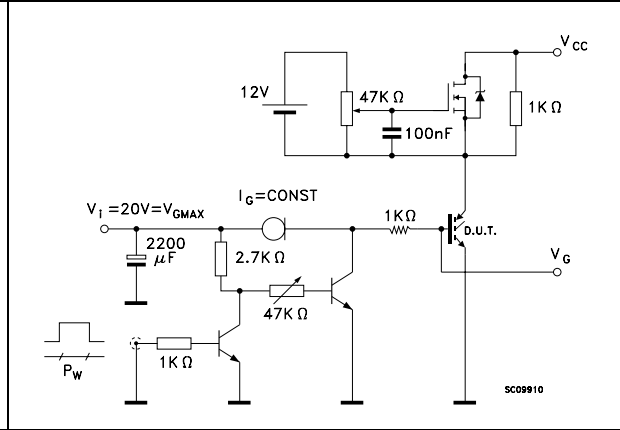 V CC
12V
47K Ω
1K Ω
100nF
I G =CONST
V i =20V=V GMAX
1K Ω
D.U.T.
2200
µF
2.7K Ω
V G
47K Ω
1K Ω
P W
SC09910